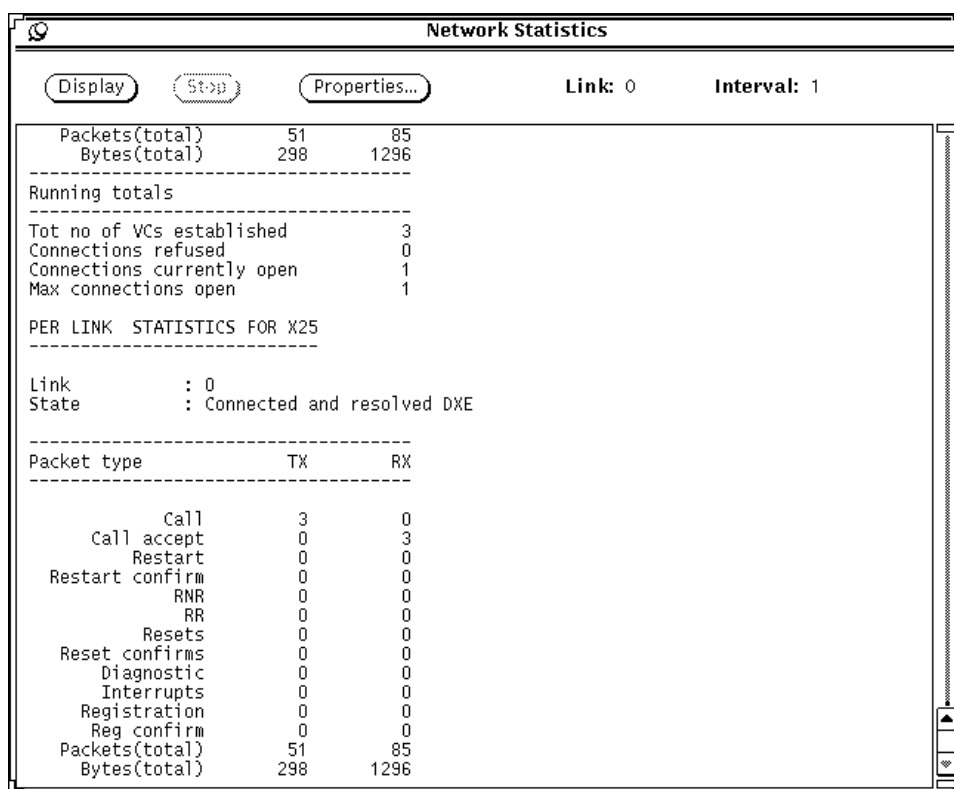 Network Statistics
Display Stop Properties... Link: 0 Interval: 1
Packets(total) 51 85
Bytes(total) 298 1296
-------------------------------------
Running totals
-------------------------------------
Tot no of VCs established 3
Connections refused 0
Connections currently open 1
Max connections open 1
PER LINK  STATISTICS FOR X25
----------------------------
Link : 0
State : Connected and resolved DXE
-------------------------------------
Packet type TX RX
-------------------------------------
Call 3 0
Call accept 0 3
Restart 0 0
Restart confirm 0 0
RNR 0 0
RR 0 0
Resets 0 0
Reset confirms 0 0
Diagnostic 0 0
Interrupts 0 0
Registration 0 0
Reg confirm 0 0
Packets(total) 51 85
Bytes(total) 298 1296